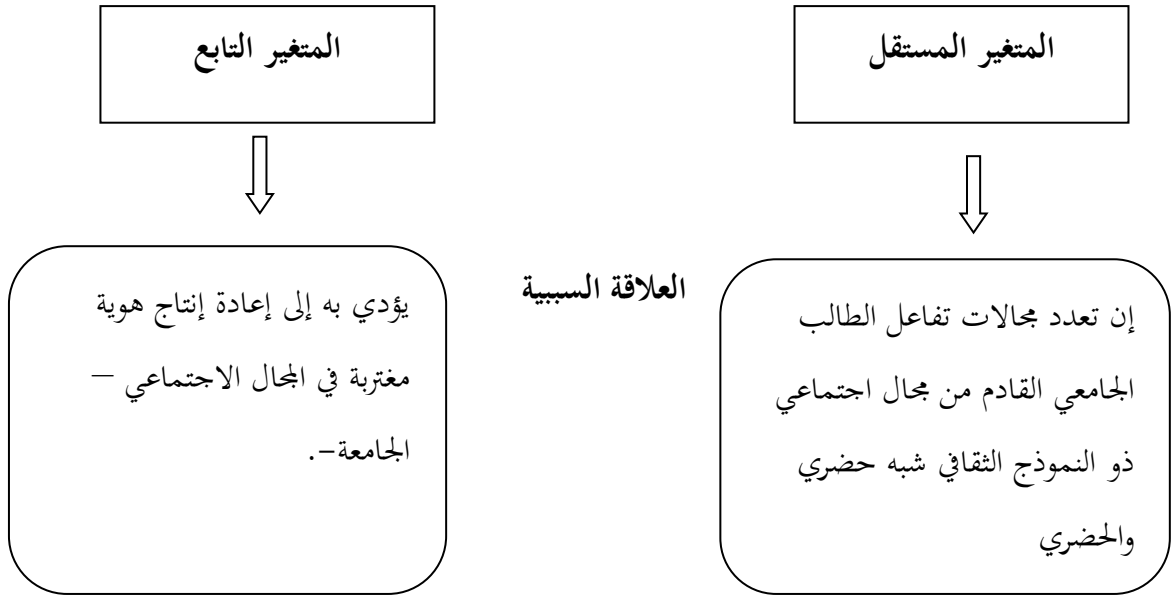 المتغير المستقل
المتغير التابع
إن تعدد مجالات تفاعل الطالب
الجامعي القادم من مجال اجتماعي
ذو النموذج الثقافي شبه حضري
والحضري
العلاقة السببية
يؤدي به إلى إعادة إنتاج هوية
مغتربة في المجال الاجتماعي –
الجامعة-.